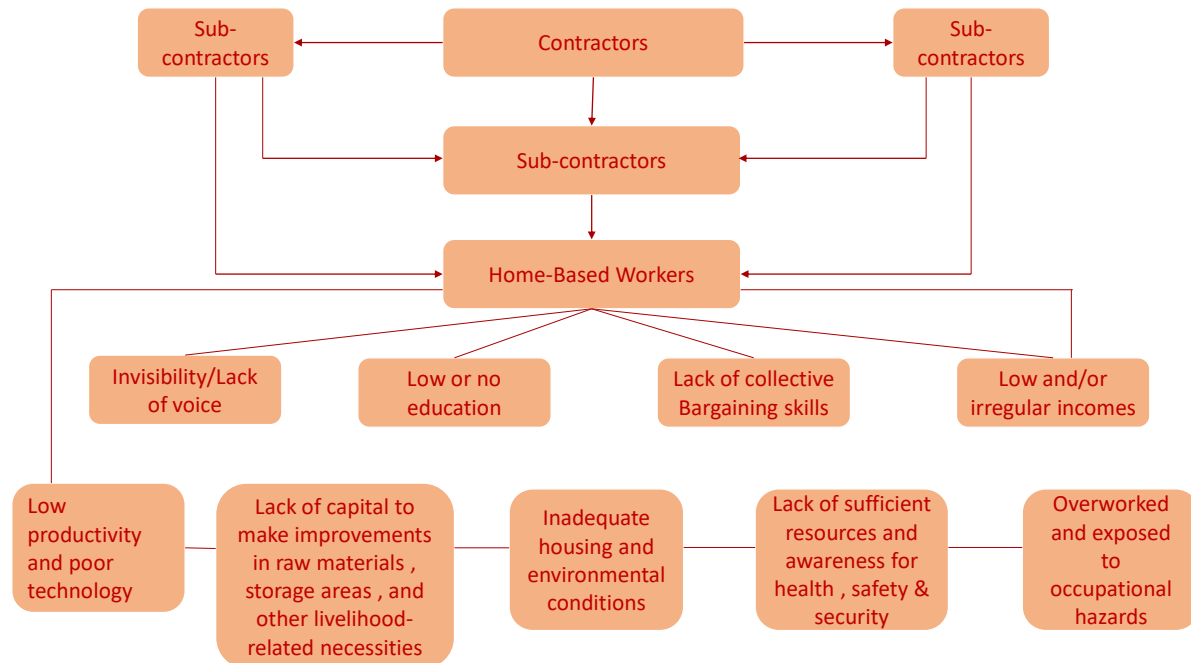 Sub-
contractors
Contractors
Sub-
contractors
Sub-contractors
Home-Based Workers
Invisibility/Lack
of voice
Low or no
education
Lack of collective
Bargaining skills
Low and/or
irregular incomes
Low
productivity
and poor
technology
Lack of capital to
make improvements
in raw materials ,
storage areas , and
other livelihood-
related necessities
Inadequate
housing and
environmental
conditions
Lack of sufficient
resources and
awareness for
health , safety &
security
Overworked
and exposed
to
occupational
hazards